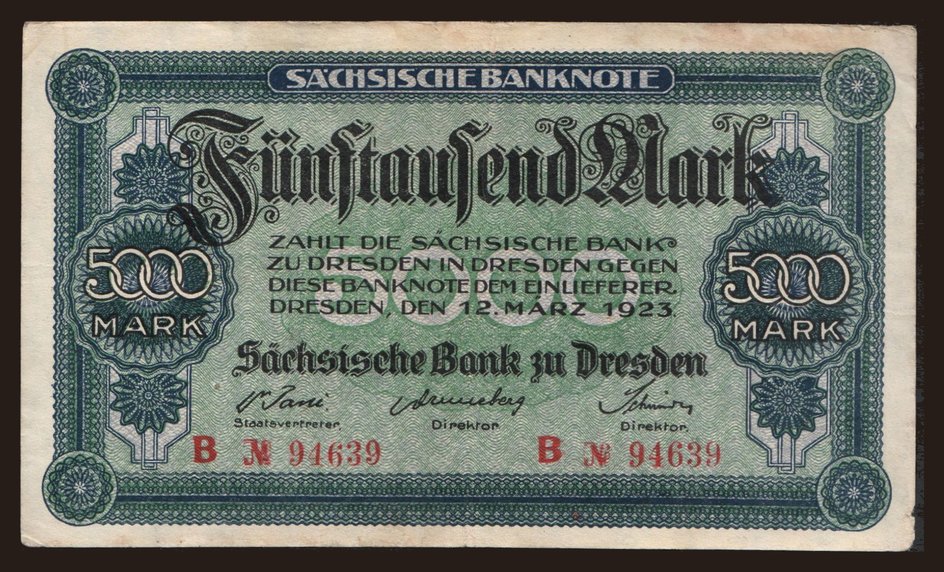 SÄCHSISCHE BANKNOTE
Fünftausend Mark
ZAHLT DIE SÄCHSISCHE BANK
ZU DRESDEN IN DRESDEN GEGEN
DIESE BANKNOTE DEM EINLIEFERER.
DRESDEN, DEN 12. MÄRZ 1923.
5000
MARK
5000
5000
MARK
Sächsische Bank zu Dresden
Staatsvertreter. Direktor Direktor.
B № 94639 B № 94639